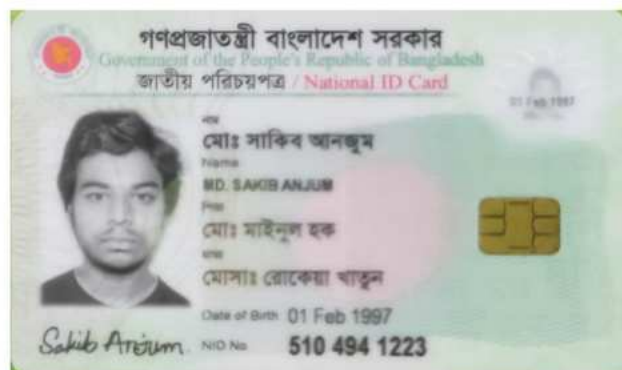 গণপ্রজাতন্ত্রী বাংলাদেশ সরকার
Government of the People's Republic of Bangladesh
জাতীয় পরিচয়পত্র / National ID Card
01 Feb 1997
নাম
মোঃ সাকিব আনজুম
Name
MD. SAKIB ANJUM
পিতা
মোঃ মাইনুল হক
মাতা
মোসাঃ রোকেয়া খাতুন
Date of Birth 01 Feb 1997
Sakib Anjum NID No 510 494 1223